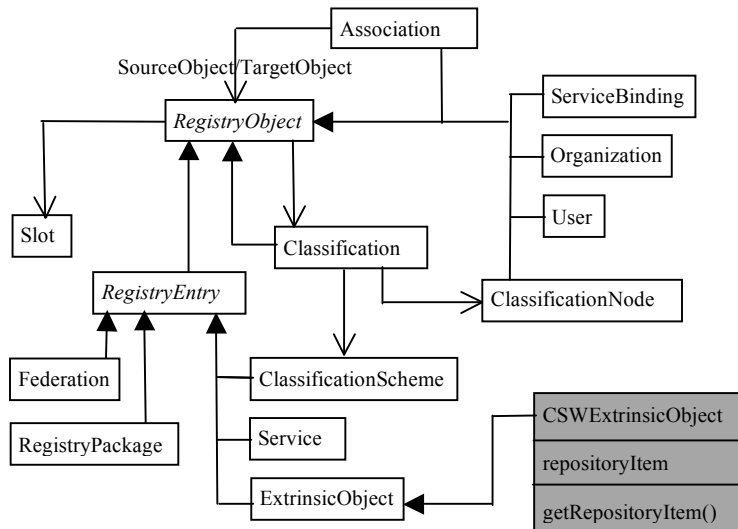 Association
SourceObject/TargetObject
RegistryObject
ServiceBinding
Organization
User
Slot
Classification
RegistryEntry
ClassificationNode
Federation
ClassificationScheme
CSWExtrinsicObject
RegistryPackage
Service
repositoryItem
ExtrinsicObject
getRepositoryItem()